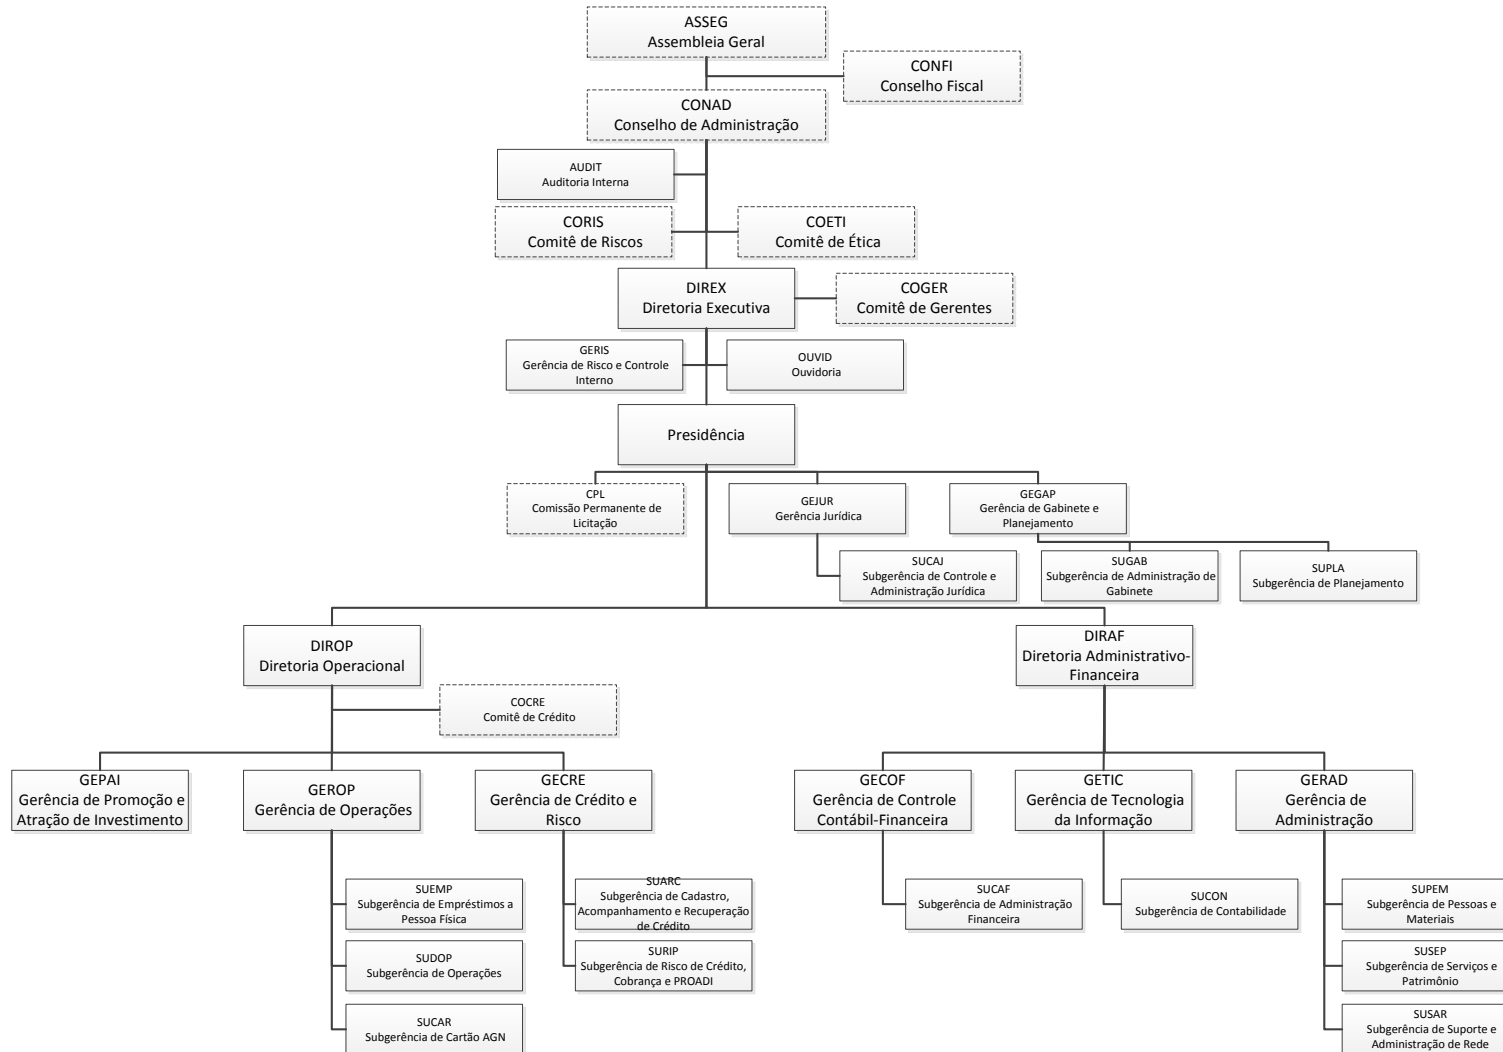 ASSEG
Assembleia Geral
CONFI
Conselho Fiscal
CONAD
Conselho de Administração
AUDIT
Auditoria Interna
CORIS
Comitê de Riscos
COETI
Comitê de Ética
DIREX
Diretoria Executiva
COGER
Comitê de Gerentes
GERIS
Gerência de Risco e Controle
Interno
OUVID
Ouvidoria
Presidência
CPL
Comissão Permanente de
Licitação
GEJUR
Gerência Jurídica
GEGAP
Gerência de Gabinete e
Planejamento
SUCAJ
Subgerência de Controle e
Administração Jurídica
SUGAB
Subgerência de Administração de
Gabinete
SUPLA
Subgerência de Planejamento
DIROP
Diretoria Operacional
DIRAF
Diretoria Administrativo-
Financeira
COCRE
Comitê de Crédito
GEPAI
Gerência de Promoção e
Atração de Investimento
GEROP
Gerência de Operações
GECRE
Gerência de Crédito e
Risco
GECOF
Gerência de Controle
Contábil-Financeira
GETIC
Gerência de Tecnologia
da Informação
GERAD
Gerência de
Administração
SUEMP
Subgerência de Empréstimos a
Pessoa Física
SUARC
Subgerência de Cadastro,
Acompanhamento e Recuperação
de Crédito
SUCAF
Subgerência de Administração
Financeira
SUCON
Subgerência de Contabilidade
SUPEM
Subgerência de Pessoas e
Materiais
SUDOP
Subgerência de Operações
SURIP
Subgerência de Risco de Crédito,
Cobrança e PROADI
SUSEP
Subgerência de Serviços e
Patrimônio
SUCAR
Subgerência de Cartão AGN
SUSAR
Subgerência de Suporte e
Administração de Rede